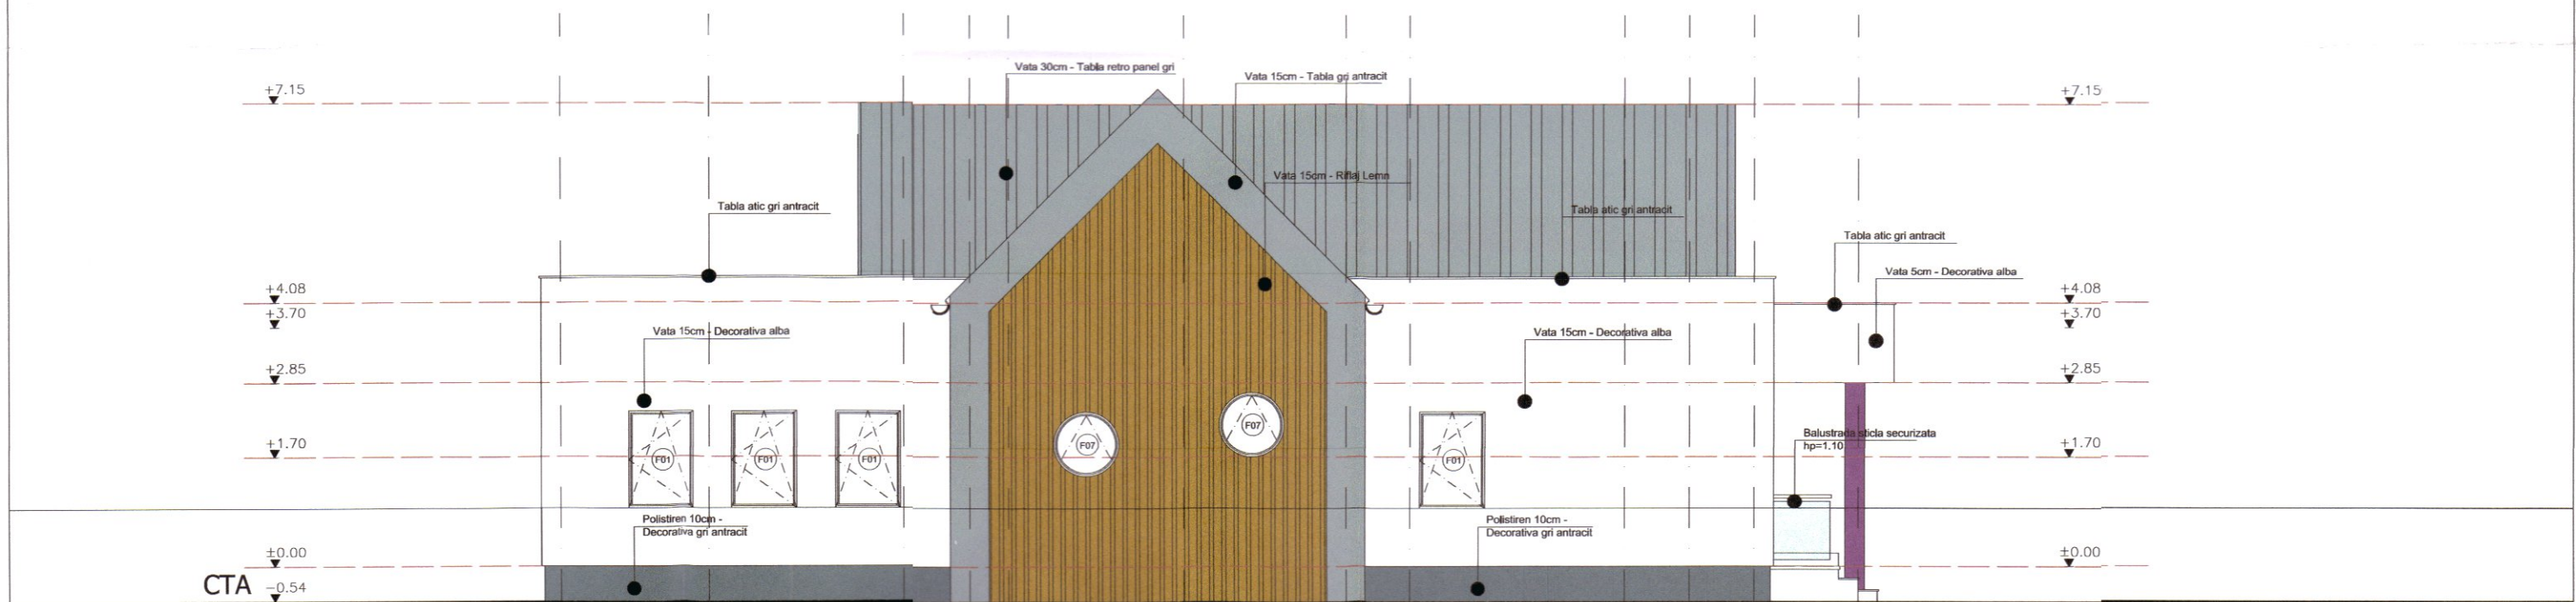 Vata 30cm - Tabla retro panel gri
Vata 15cm - Tabla gri antracit
+7.15
+7.15
Vata 15cm - Riflaj Lemn
Tabla atic gri antracit
Tabla atic gri antracit
Tabla atic gri antracit
Vata 5cm - Decorativa alba
+4.08
+4.08
+3.70
+3.70
Vata 15cm - Decorativa alba
Vata 15cm - Decorativa alba
+2.85
+2.85
F07
F07
Balustrada sticla securizata
hp=1.10
+1.70
+1.70
F01
F01
F01
F01
Polistiren 10cm -
Decorativa gri antracit
Polistiren 10cm -
Decorativa gri antracit
±0.00
±0.00
CTA -0.54